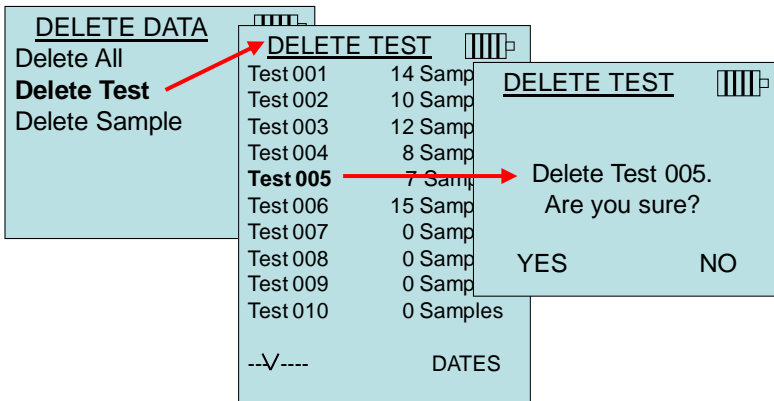 DELETE DATA
Delete All
Delete Test
Delete Sample
DELETE TEST
Test 001 14 Samp
Test 002 10 Samp
Test 003 12 Samp
Test 004 8 Samp
Test 005 7 Samp
Test 006 15 Samp
Test 007 0 Samp
Test 008 0 Samp
Test 009 0 Samp
Test 010 0 Samples
--\/---- DATES
DELETE TEST
Delete Test 005.
Are you sure?
YES NO